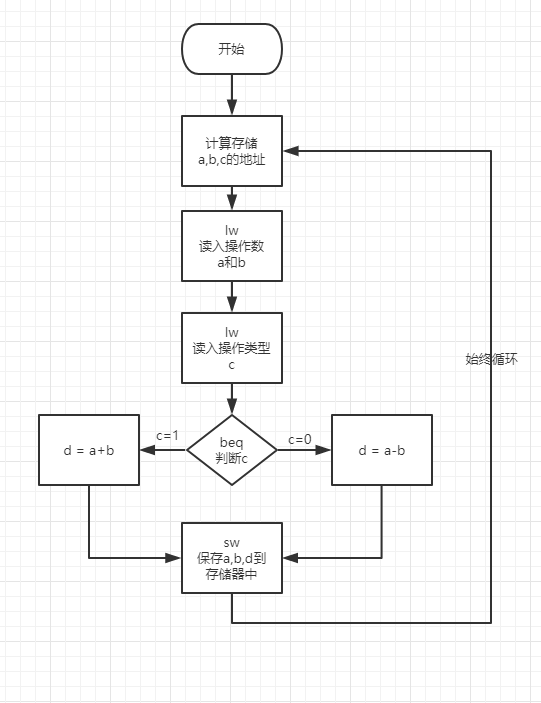 开始
计算存储
a,b,c的地址
lw
读入操作数
a和b
lw
读入操作类型
c
始终循环
c=1
beq
判断c
c=0
d = a+b
d = a-b
sw
保存a,b,d到
存储器中